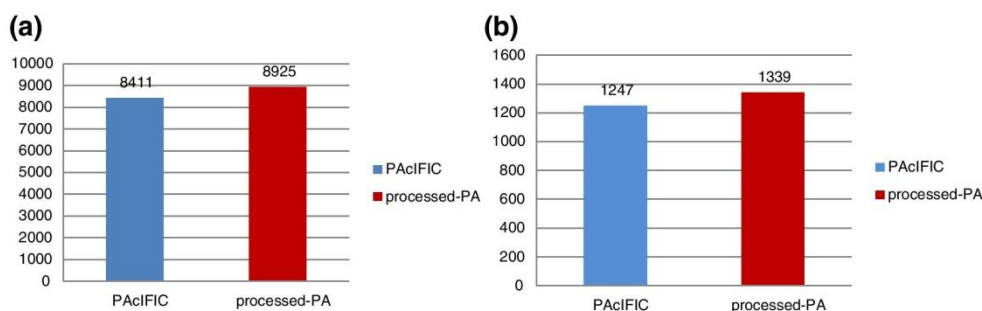 (a)
10000
9000
8000
7000
6000
5000
4000
3000
2000
1000
0
8411
8925
PAcIFIC
processed-PA
PAcIFIC
processed-PA
(b)
1600
1400
1200
1000
800
600
400
200
0
1247
1339
PAcIFIC
processed-PA
PAcIFIC
processed-PA